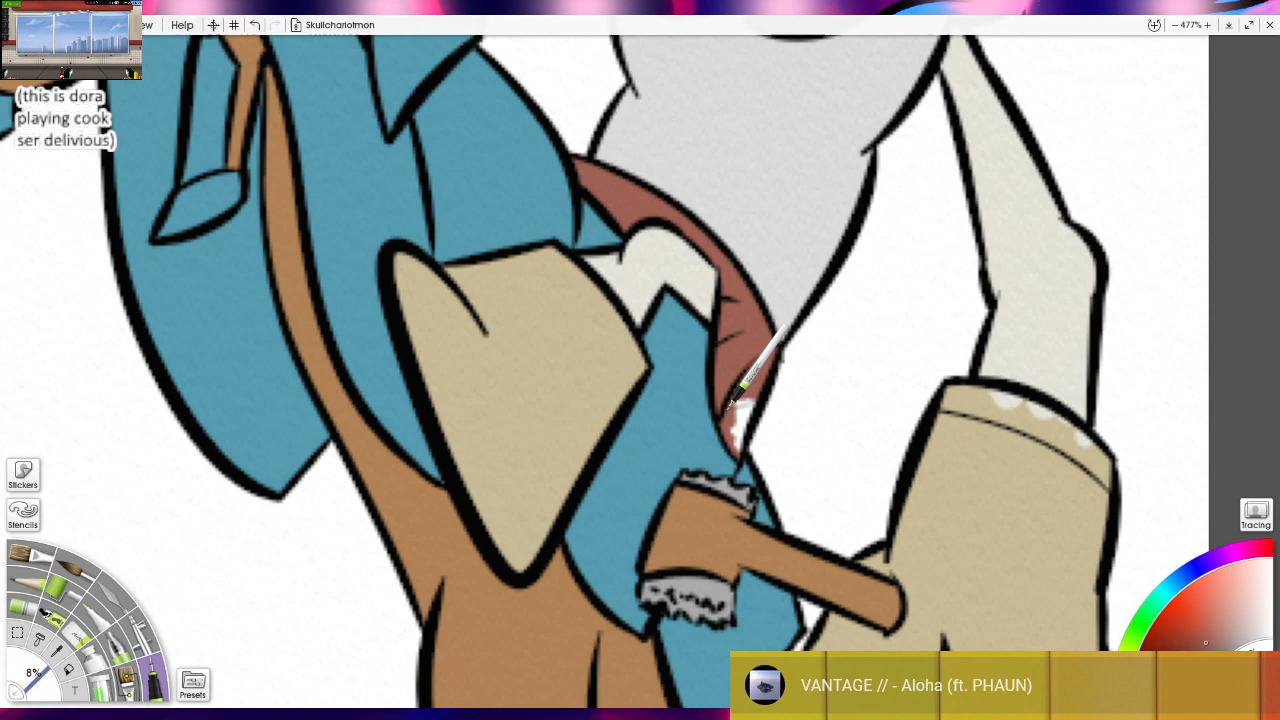 ew Help Skullchariotmon 477%
(this is dora
playing cook
ser delivious)
Stickers
Stencils
Tracing
8%
T
Presets
VANTAGE // - Aloha (ft. PHAUN)